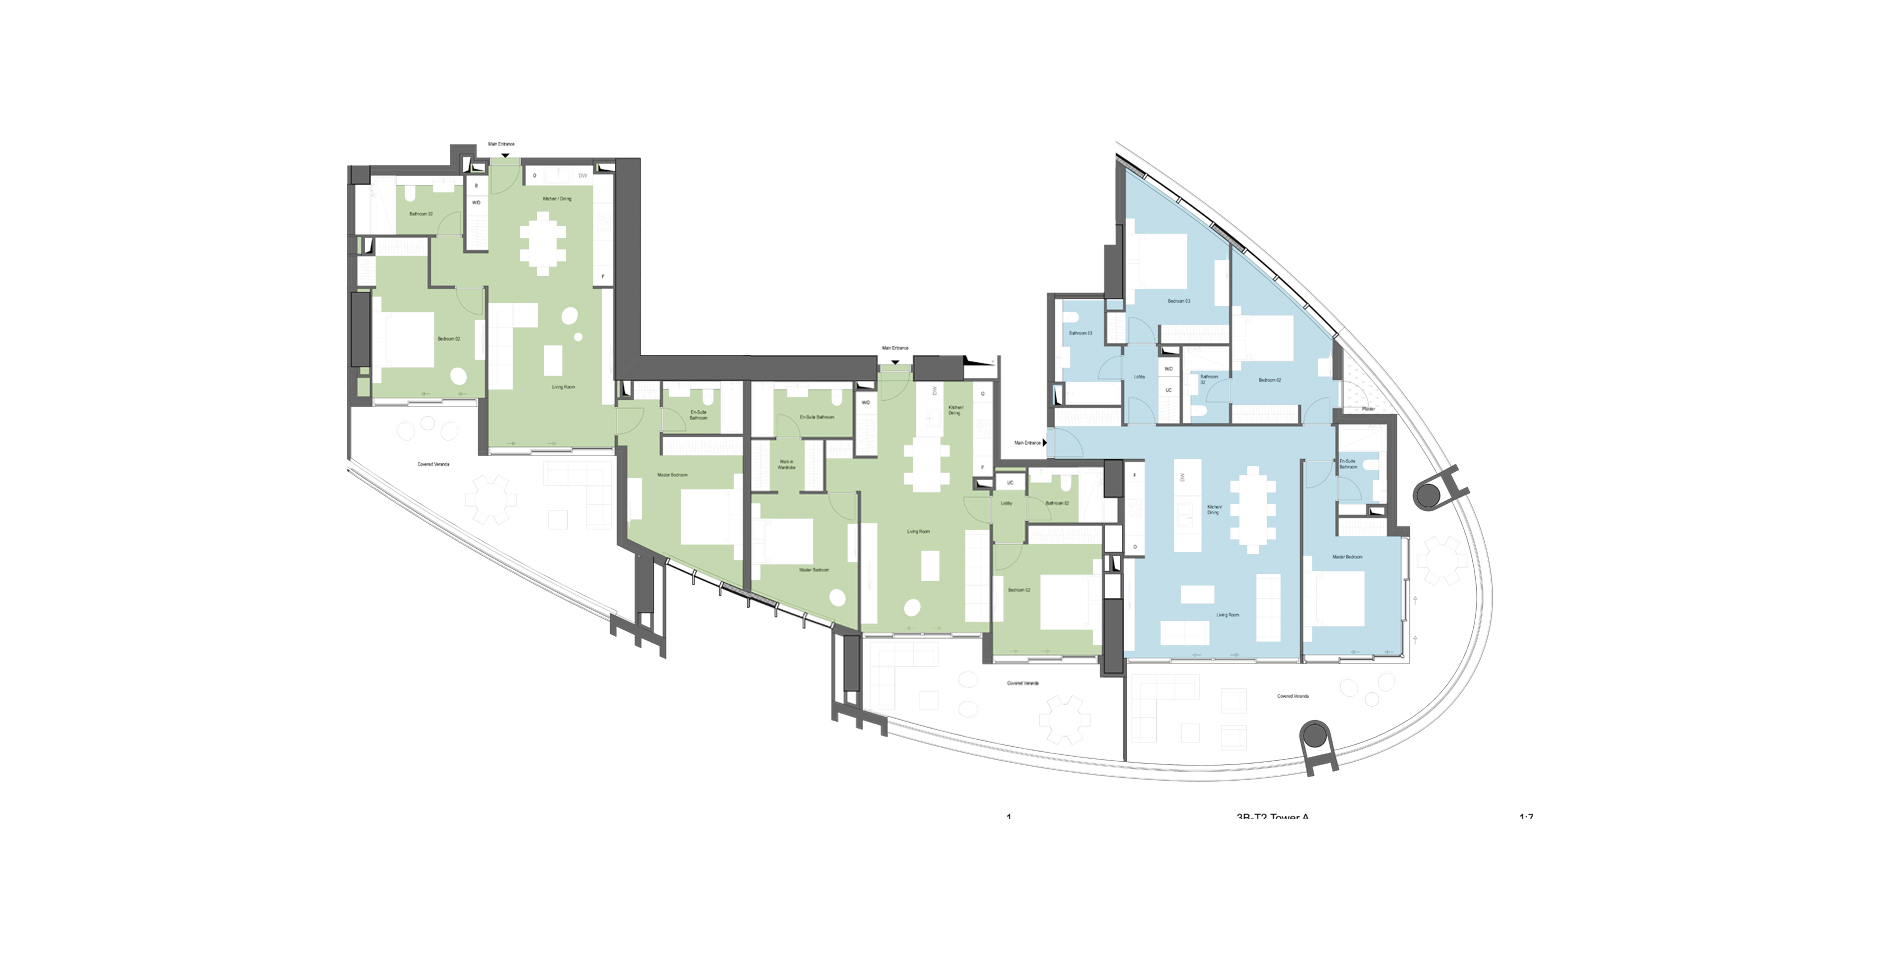 Main Entrance
B
WD
D
DW
Kitchen / Dining
Bathroom 02
F
Bedroom 02
Living Room
Covered Veranda
En-Suite
Bathroom
Master Bedroom
Main Entrance
En-Suite Bathroom
WD
DW
Kitchen/
Dining
O
Walk-in
Wardrobe
F
UC
Lobby
Bathroom 02
Living Room
Master Bedroom
Bedroom 02
Covered Veranda
Bedroom 03
Bathroom 03
Lobby
WD
UC
Bathroom
02
Bedroom 02
Planter
Main Entrance
En-Suite
Bathroom
F
DW
Kitchen/
Dining
O
Master Bedroom
Living Room
Covered Veranda
1
3B-T2 Tower A
1:7